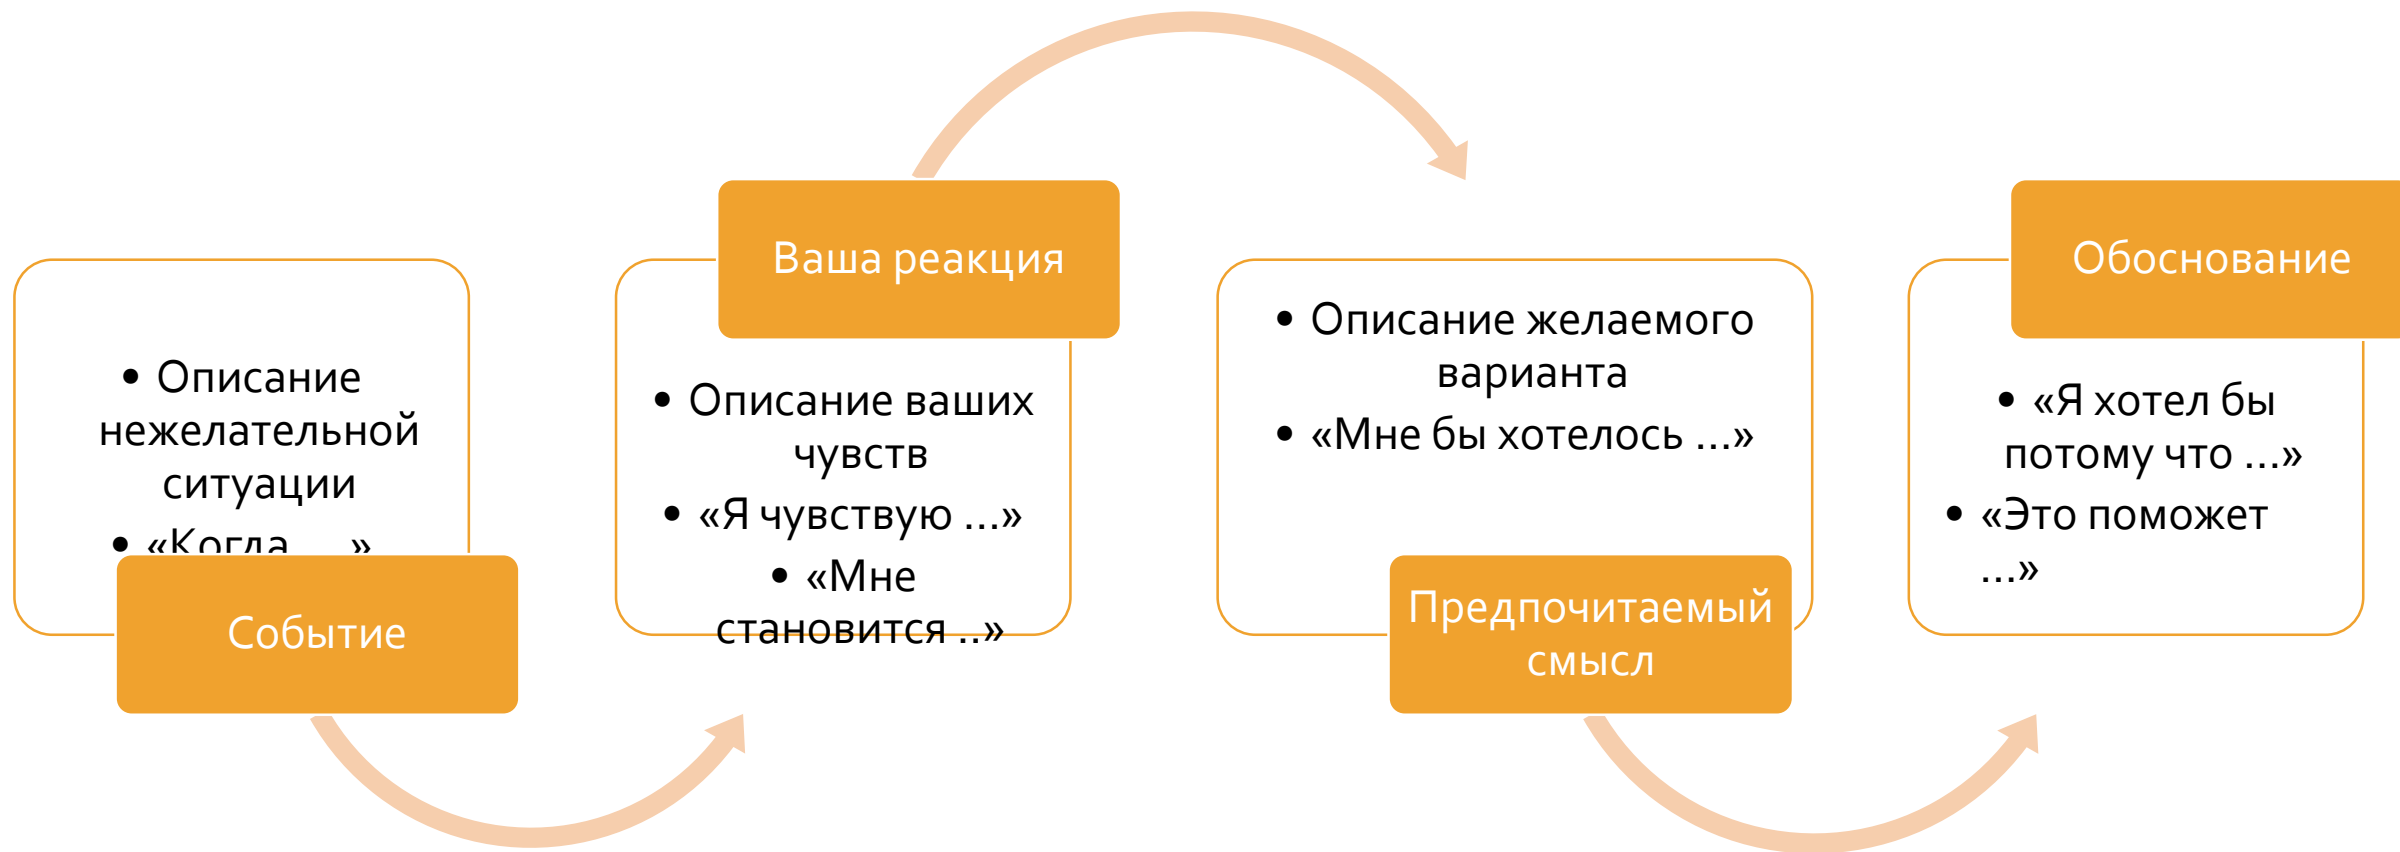 • Описание
нежелательной
ситуации
• «Когда ... »
Событие
Ваша реакция
• Описание ваших
чувств
• «Я чувствую ...»
• «Мне
становится ..»
• Описание желаемого
варианта
• «Мне бы хотелось ...»
Предпочитаемый
смысл
Обоснование
• «Я хотел бы
потому что ...»
• «Это поможет
...»